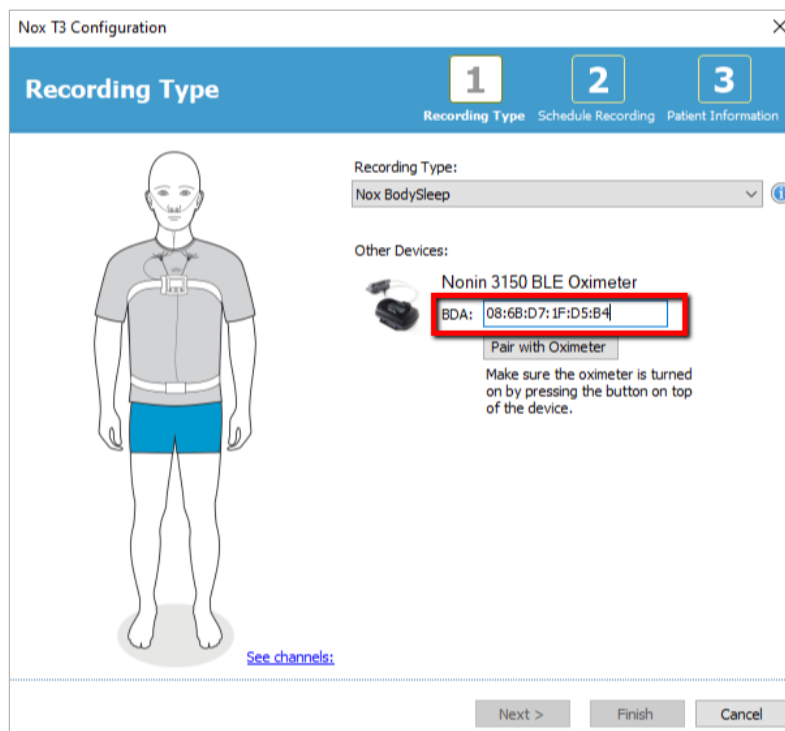 Nox T3 Configuration
Recording Type
1
Recording Type
2
Schedule Recording
3
Patient Information
Recording Type:
Nox BodySleep
Other Devices:
Nonin 3150 BLE Oximeter
BDA: 08:6B:D7:1F:D5:B4
Pair with Oximeter
Make sure the oximeter is turned
on by pressing the button on top
of the device.
See channels:
Next >
Finish
Cancel